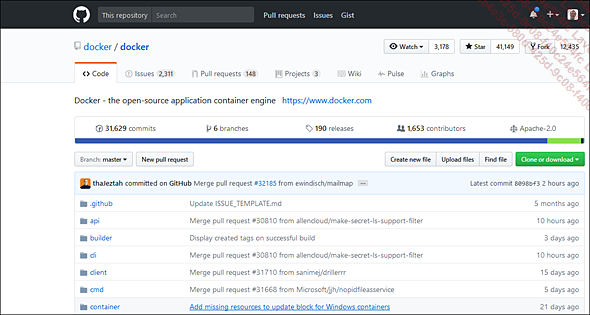 This repository Search Pull requests Issues Gist
docker / docker Watch 3,178 Star 41,149 Fork 12,435
Code Issues 2,311 Pull requests 148 Projects 3 Wiki Pulse Graphs
Docker - the open-source application container engine https://www.docker.com
31,629 commits 6 branches 190 releases 1,653 contributors Apache-2.0
Branch: master New pull request Create new file Upload files Find file Clone or download
thaJeztah committed on GitHub Merge pull request #32185 from ewindisch/mailmap Latest commit 8098bf3 2 hours ago
.github Update ISSUE_TEMPLATE.md 5 months ago
api Merge pull request #30810 from allencloud/make-secret-ls-support-filter 10 hours ago
builder Display created tags on successful build 3 days ago
cli Merge pull request #30810 from allencloud/make-secret-ls-support-filter 10 hours ago
client Merge pull request #31710 from sanimej/drillerrr 15 days ago
cmd Merge pull request #31668 from Microsoft/jjh/nopidfileasservice 5 days ago
container Add missing resources to update block for Windows containers 21 days ago